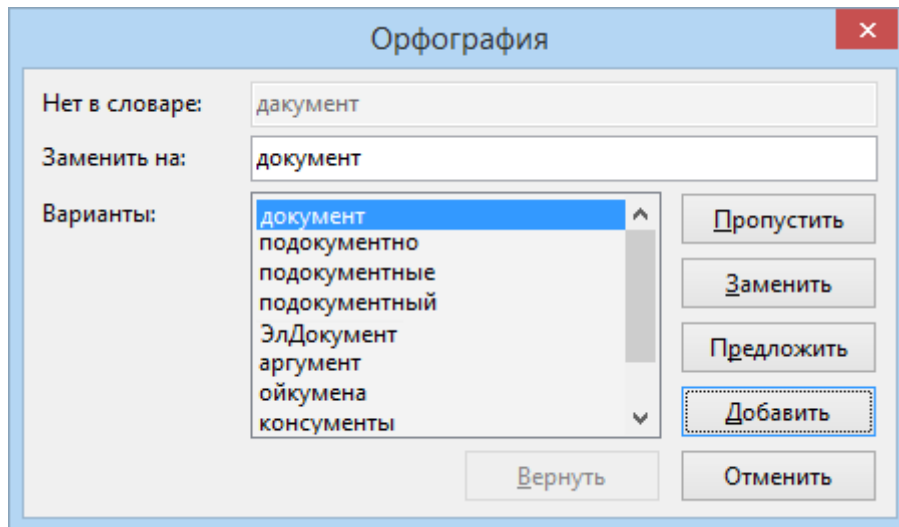 Орфография
Нет в словаре: дакумент
Заменить на: документ
Варианты:
документ
подокументно
подокументные
подокументный
ЭлДокумент
аргумент
ойкумена
консументы
Пропустить
Заменить
Предложить
Добавить
Вернуть
Отменить